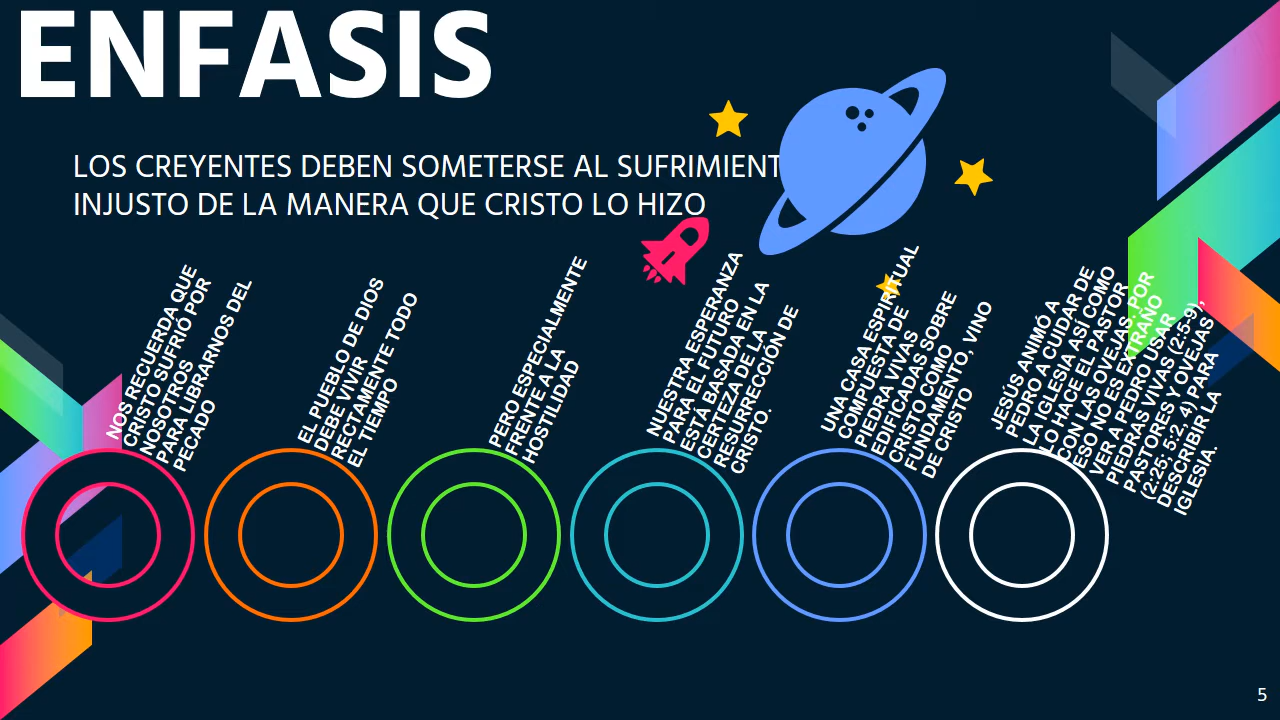 ENFASIS
LOS CREYENTES DEBEN SOMETERSE AL SUFRIMIENT
INJUSTO DE LA MANERA QUE CRISTO LO HIZO
NOS RECUERDA QUE
CRISTO SUFRIÓ POR
NOSOTROS
PARA LIBRARNOS DEL
PECADO
EL PUEBLO DE DIOS
DEBE VIVIR
RECTAMENTE TODO
EL TIEMPO
PERO ESPECIALMENTE
FRENTE A LA
HOSTILIDAD
NUESTRA ESPERANZA
PARA EL FUTURO
ESTÁ BASADA EN LA
CERTEZA DE LA
RESURRECCIÓN DE
CRISTO.
UNA CASA ESPIRITUAL
COMPUESTA DE
PIEDRA VIVAS
EDIFICADAS SOBRE
CRISTO COMO
FUNDAMENTO, VINO
DE CRISTO
JESÚS ANIMÓ A
PEDRO A CUIDAR DE
LA IGLESIA ASÍ COMO
LO HACE EL PASTOR
CON LAS OVEJAS. POR
ESO NO ES EXTRAÑO
VER A PEDRO USAR
PIEDRAS VIVAS (2:5-9),
PASTORES Y OVEJAS
(2:25; 5:2, 4) PARA
DESCRIBIR LA
IGLESIA.
5